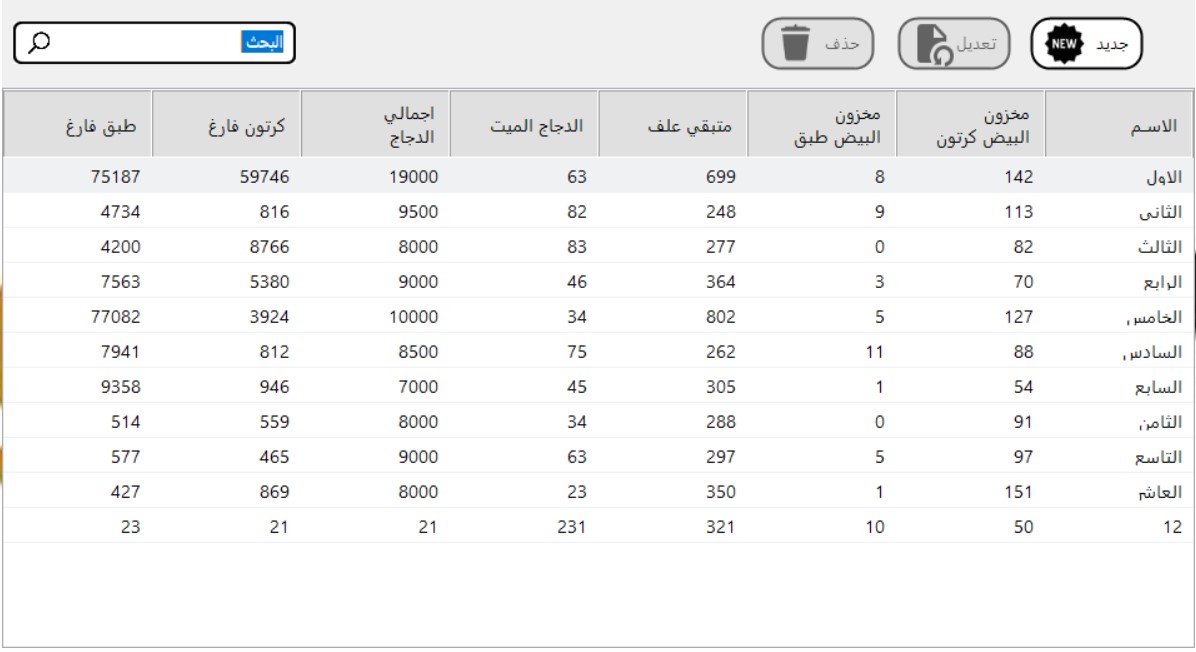 جديد NEW تعديل حذف البحث
الاسم مخزون البيض كرتون مخزون البيض طبق متبقي علف الدجاج الميت اجمالي الدجاج كرتون فارغ طبق فارغ
الاول 142 8 699 63 19000 59746 75187
الثاني 113 9 248 82 9500 816 4734
الثالث 82 0 277 83 8000 8766 4200
الرابع 70 3 364 46 9000 5380 7563
الخامس 127 5 802 34 10000 3924 77082
السادس 88 11 262 75 8500 812 7941
السابع 54 1 305 45 7000 946 9358
الثامن 91 0 288 34 8000 559 514
التاسع 97 5 297 63 9000 465 577
العاشر 151 1 350 23 8000 869 427
12 50 10 321 231 21 21 23